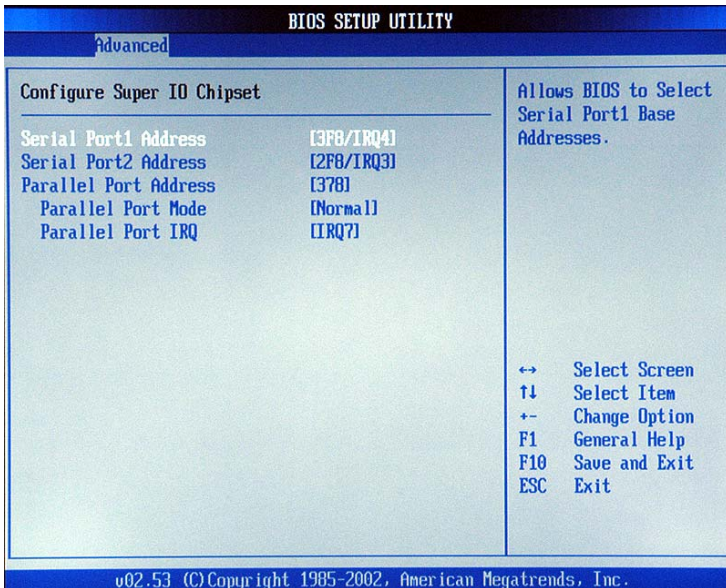 BIOS SETUP UTILITY
Advanced
Configure Super IO Chipset
Serial Port1 Address [3F8/IRQ4]
Serial Port2 Address [2F8/IRQ3]
Parallel Port Address [378]
Parallel Port Mode [Normal]
Parallel Port IRQ [IRQ7]
Allows BIOS to Select
Serial Port1 Base
Addresses.
↔ Select Screen
↑↓ Select Item
+- Change Option
F1 General Help
F10 Save and Exit
ESC Exit
v02.53 (C)Copyright 1985-2002, American Megatrends, Inc.